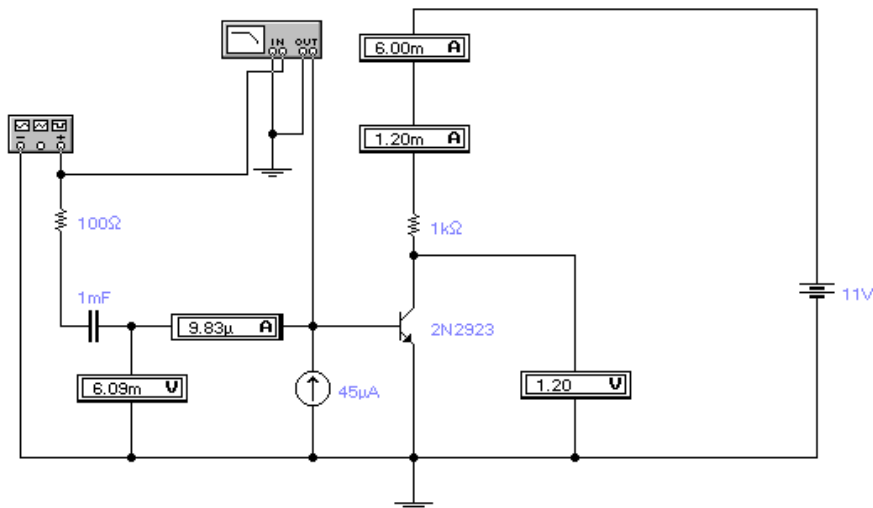 IN OUT
6.00m A
1.20m A
100Ω
1kΩ
1mF
11V
9.83µ A
2N2923
6.09m V
45µA
1.20 V